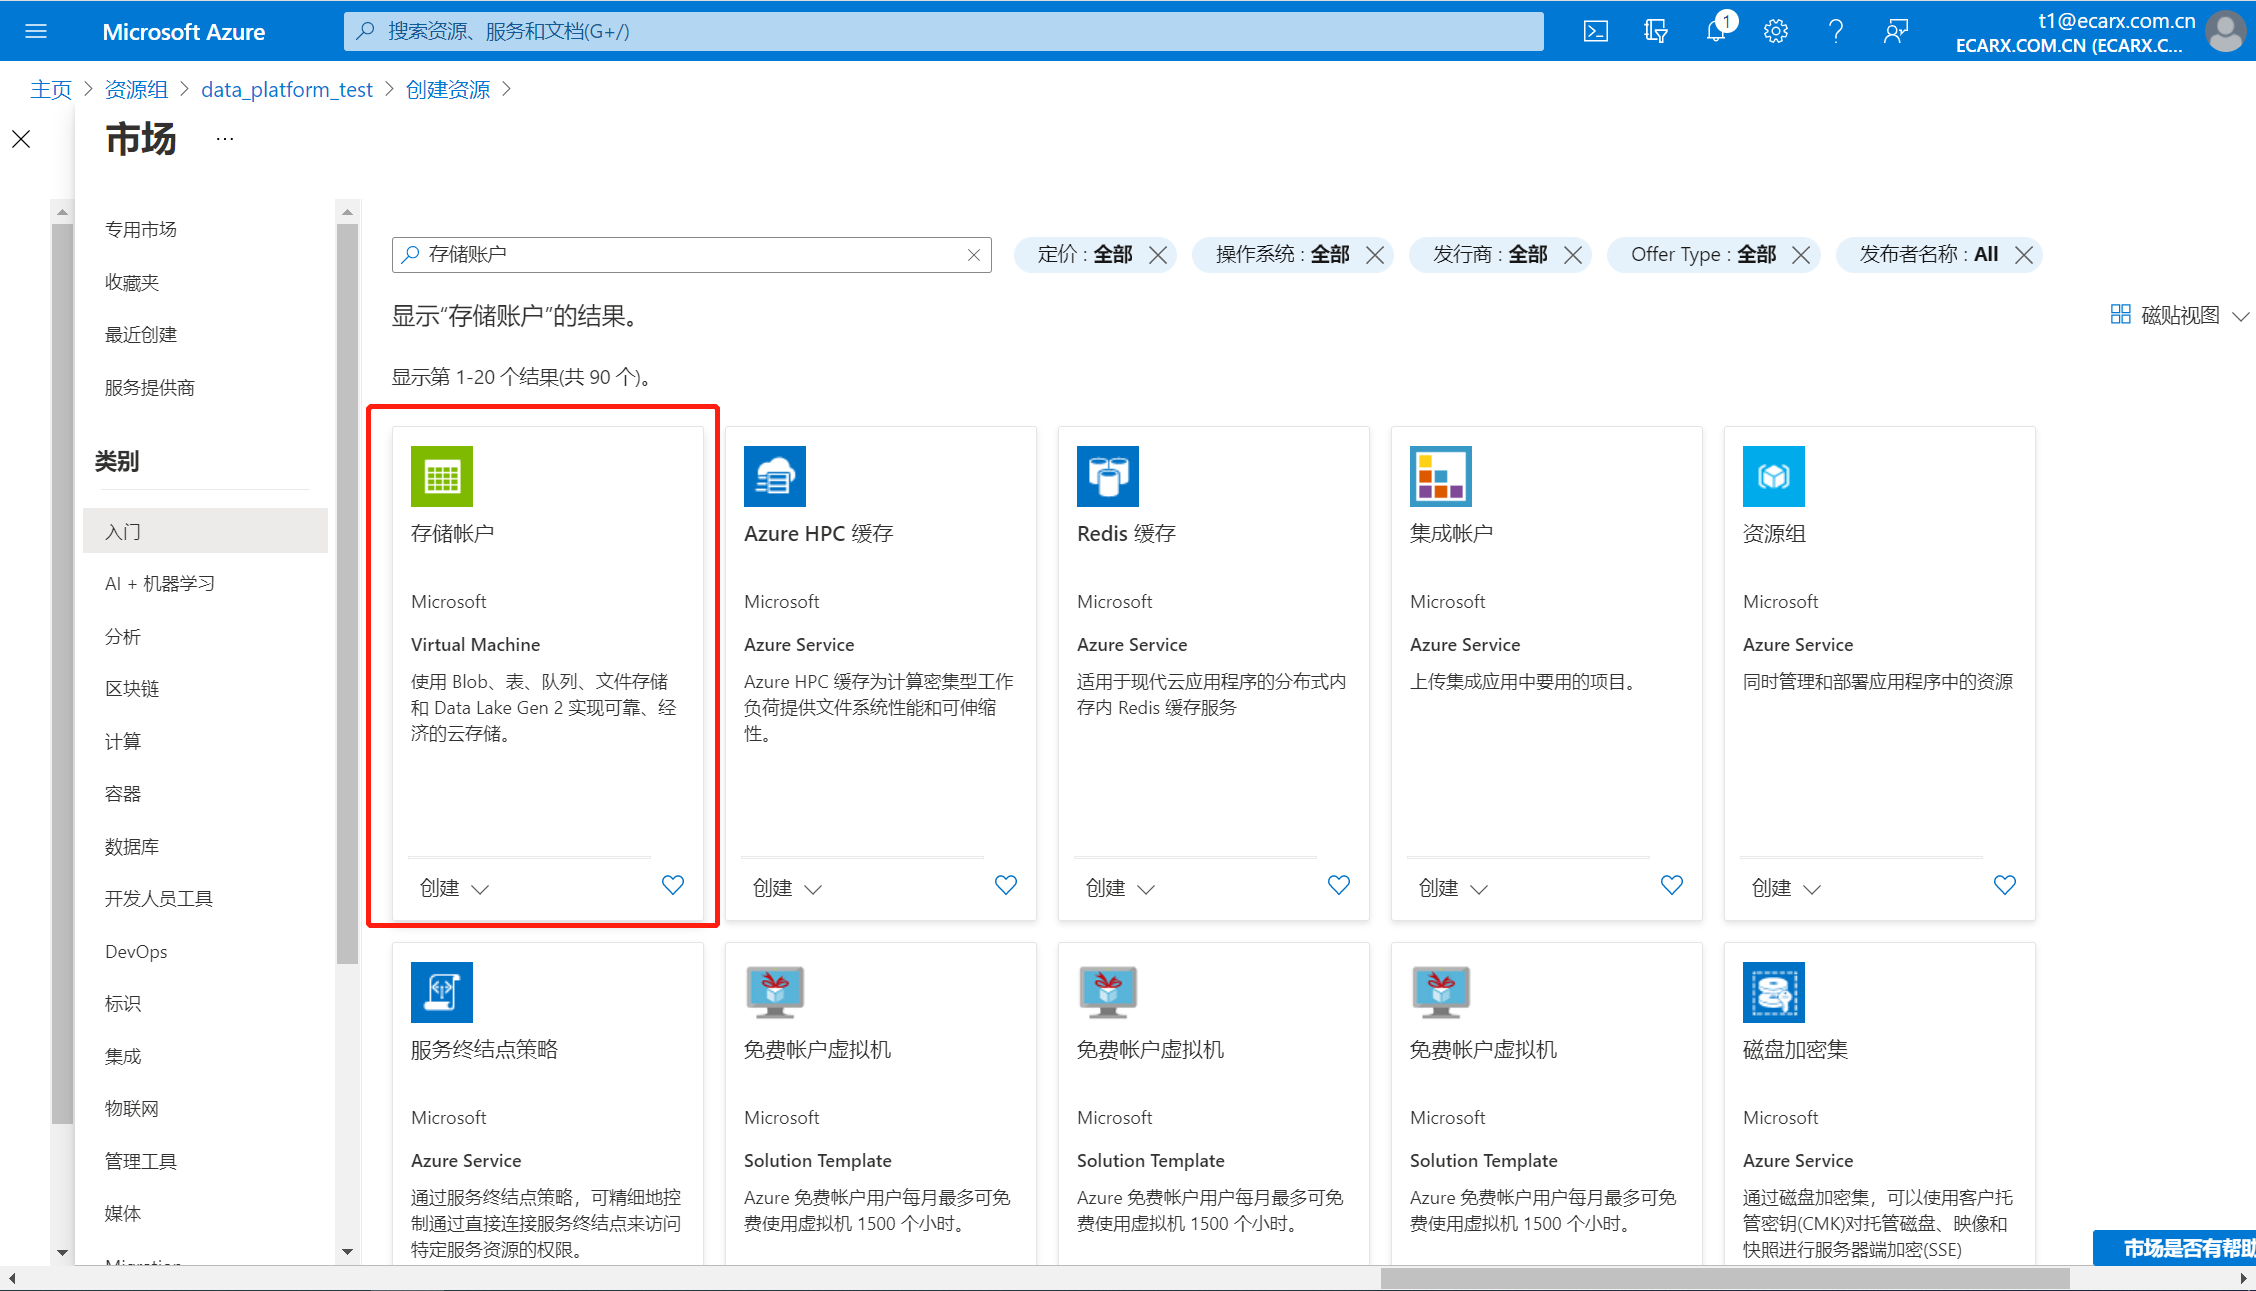 Microsoft Azure
搜索资源、服务和文档(G+/)
1
t1@ecarx.com.cn
ECARX.COM.CN (ECARX.C...
主页 > 资源组 > data_platform_test > 创建资源 >
市场 ...
专用市场
收藏夹
最近创建
服务提供商
类别
入门
AI + 机器学习
分析
区块链
计算
容器
数据库
开发人员工具
DevOps
标识
集成
物联网
管理工具
媒体
Migration
存储账户
定价 : 全部
操作系统 : 全部
发行商 : 全部
Offer Type : 全部
发布者名称 : All
显示“存储账户”的结果。
磁贴视图
显示第 1-20 个结果(共 90 个)。
存储帐户
Microsoft
Virtual Machine
使用 Blob、表、队列、文件存储
和 Data Lake Gen 2 实现可靠、经
济的云存储。
创建
Azure HPC 缓存
Microsoft
Azure Service
Azure HPC 缓存为计算密集型工作
负荷提供文件系统性能和可伸缩
性。
创建
Redis 缓存
Microsoft
Azure Service
适用于现代云应用程序的分布式内
存内 Redis 缓存服务
创建
集成帐户
Microsoft
Azure Service
上传集成应用中要用的项目。
创建
资源组
Microsoft
Azure Service
同时管理和部署应用程序中的资源
创建
服务终结点策略
Microsoft
Azure Service
通过服务终结点策略，可精细地控
制通过直接连接服务终结点来访问
特定服务资源的权限。
免费帐户虚拟机
Microsoft
Solution Template
Azure 免费帐户用户每月最多可免
费使用虚拟机 1500 个小时。
免费帐户虚拟机
Microsoft
Solution Template
Azure 免费帐户用户每月最多可免
费使用虚拟机 1500 个小时。
免费帐户虚拟机
Microsoft
Solution Template
Azure 免费帐户用户每月最多可免
费使用虚拟机 1500 个小时。
磁盘加密集
Microsoft
Azure Service
通过磁盘加密集，可以使用客户托
管密钥(CMK)对托管磁盘、映像和
快照进行服务器端加密(SSE)
市场是否有帮助